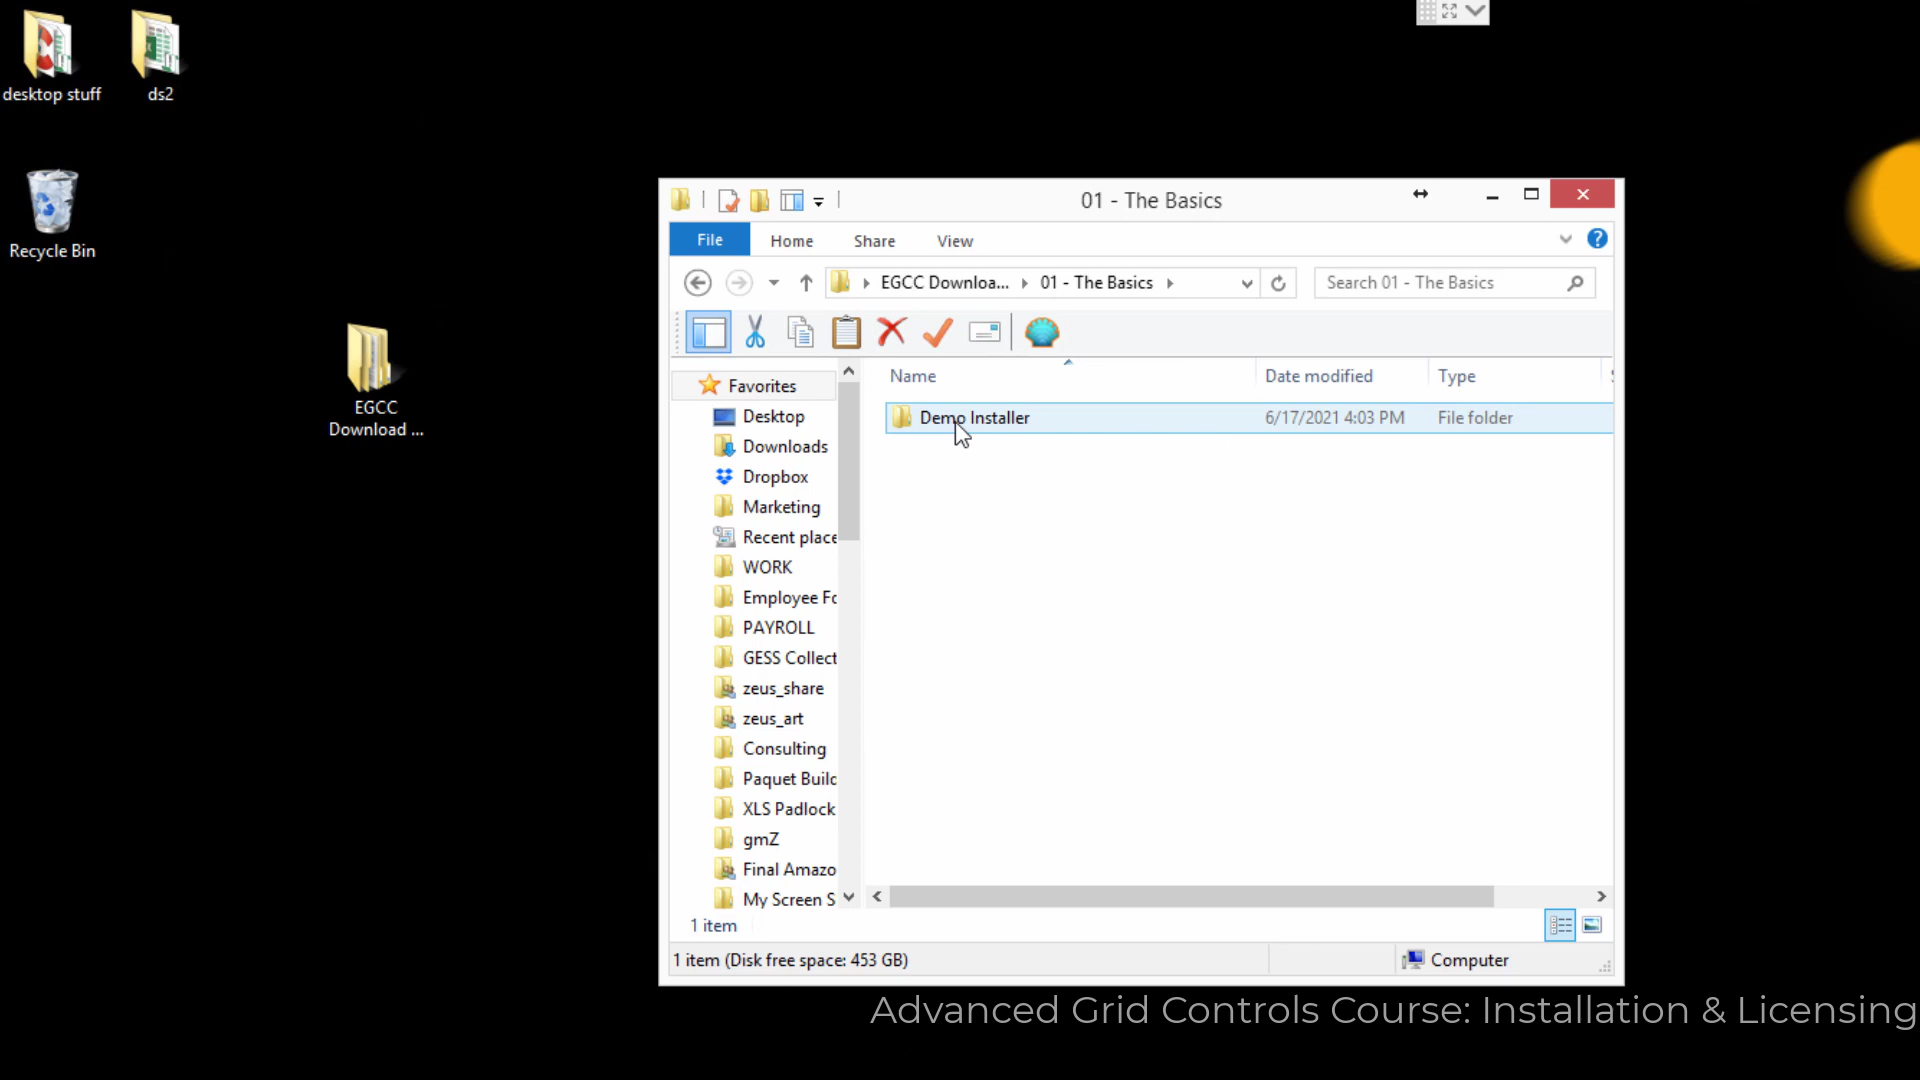 desktop stuff
ds2
Recycle Bin
EGCC
Download ...
01 - The Basics
File
Home
Share
View
EGCC Downloa...
01 - The Basics
Search 01 - The Basics
Name
Date modified
Type
Favorites
Desktop
Downloads
Dropbox
Marketing
Recent place
WORK
Employee Fo
PAYROLL
GESS Collect
zeus_share
zeus_art
Consulting
Paquet Builc
XLS Padlock
gmZ
Final Amazo
My Screen S
Demo Installer
6/17/2021 4:03 PM
File folder
1 item
1 item (Disk free space: 453 GB)
Computer
Advanced Grid Controls Course: Installation & Licensing